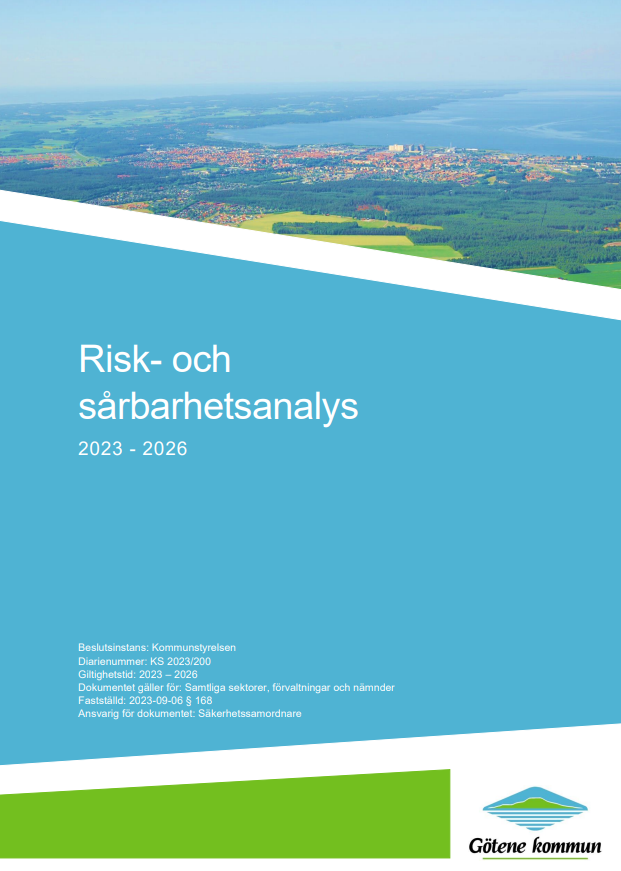 Risk- och
sårbarhetsanalys
2023 - 2026
Beslutsinstans: Kommunstyrelsen
Diarienummer: KS 2023/200
Giltighetstid: 2023 – 2026
Dokumentet gäller för: Samtliga sektorer, förvaltningar och nämnder
Fastställd: 2023-09-06 § 168
Ansvarig för dokumentet: Säkerhetssamordnare
Götene kommun